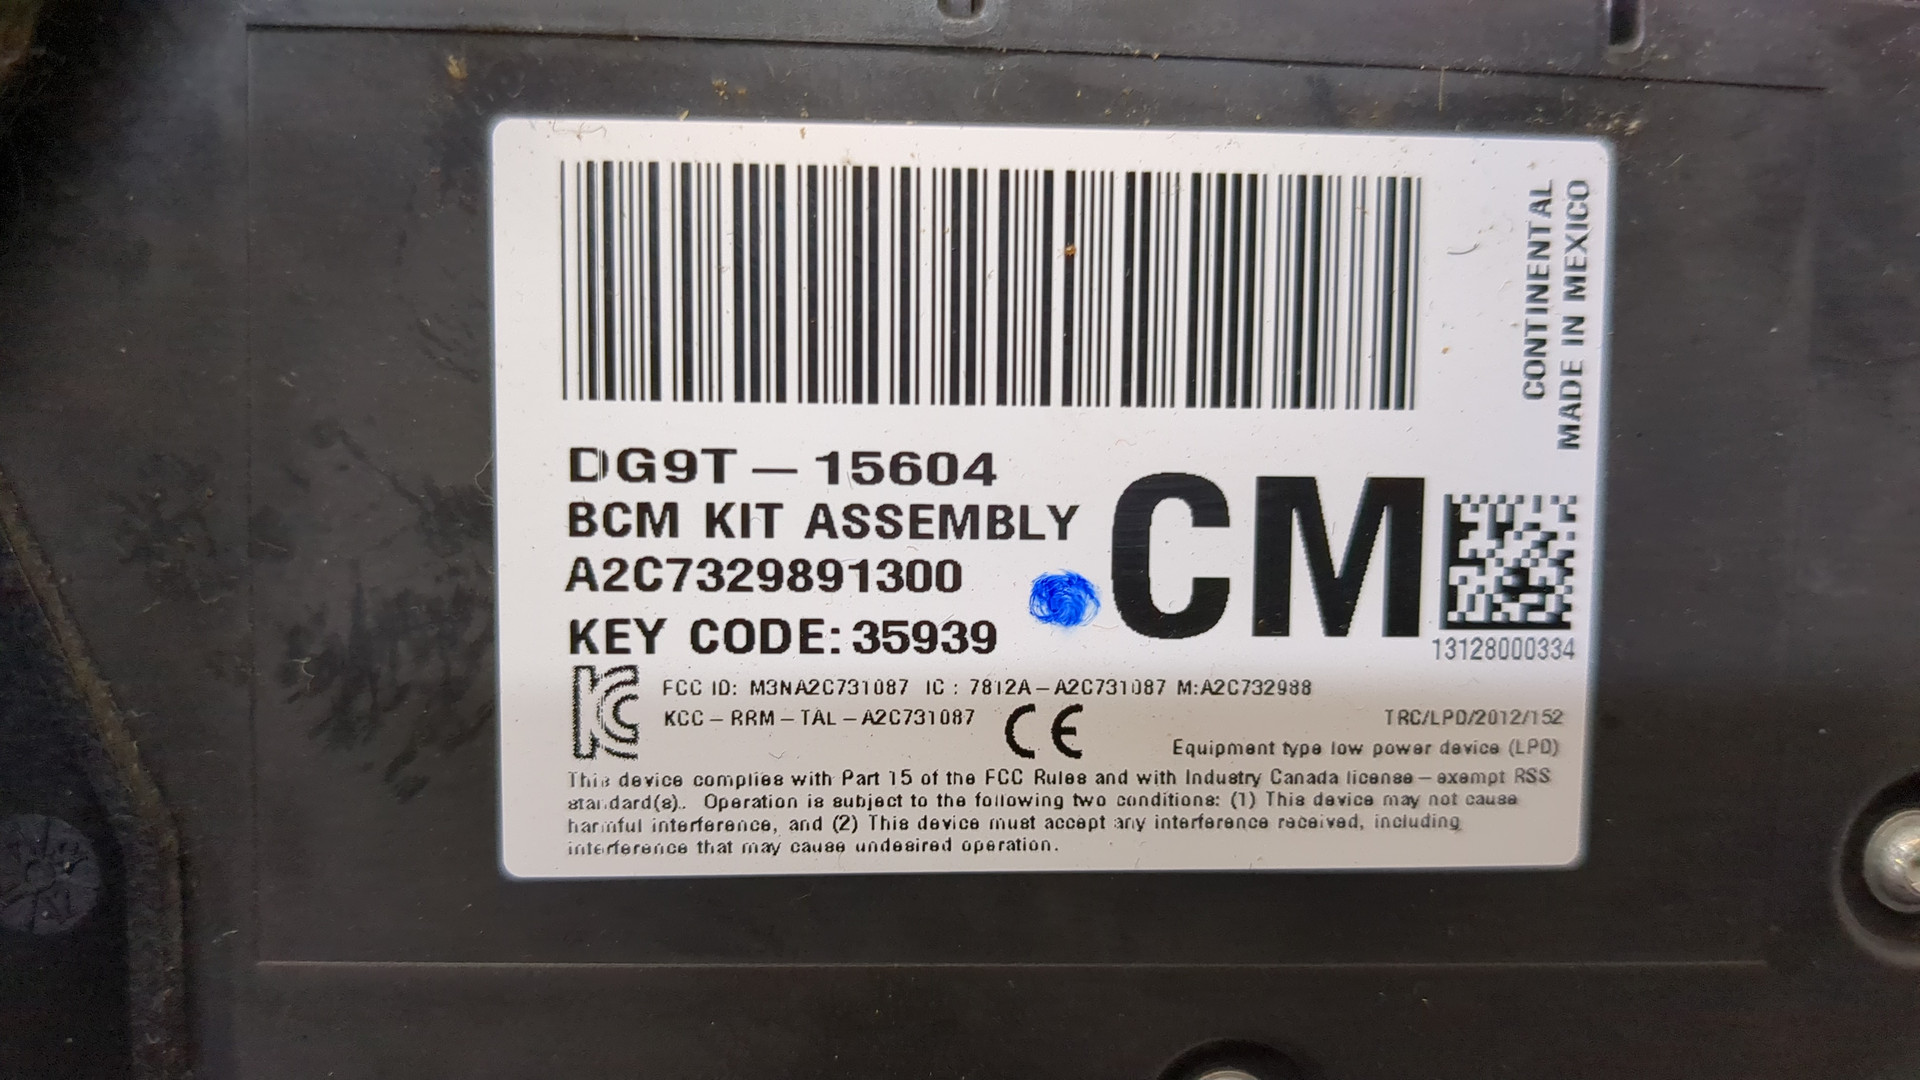 CONTINENTAL
MADE IN MEXICO
DG9T – 15604
BCM KIT ASSEMBLY
A2C7329891300
KEY CODE: 35939
CM
13128000334
FCC ID: M3NA2C731087 IC : 7812A – A2C731087 M:A2C732988
KCC – RRM – TAL – A2C731087
CE
TRC/LPD/2012/152
Equipment type low power device (LPD)
This device complies with Part 15 of the FCC Rules and with Industry Canada license – exempt RSS
standard(s).. Operation is subject to the following two conditions: (1) This device may not cause
harmful interference, and (2) This device must accept any interference received, including
interference that may cause undesired operation.